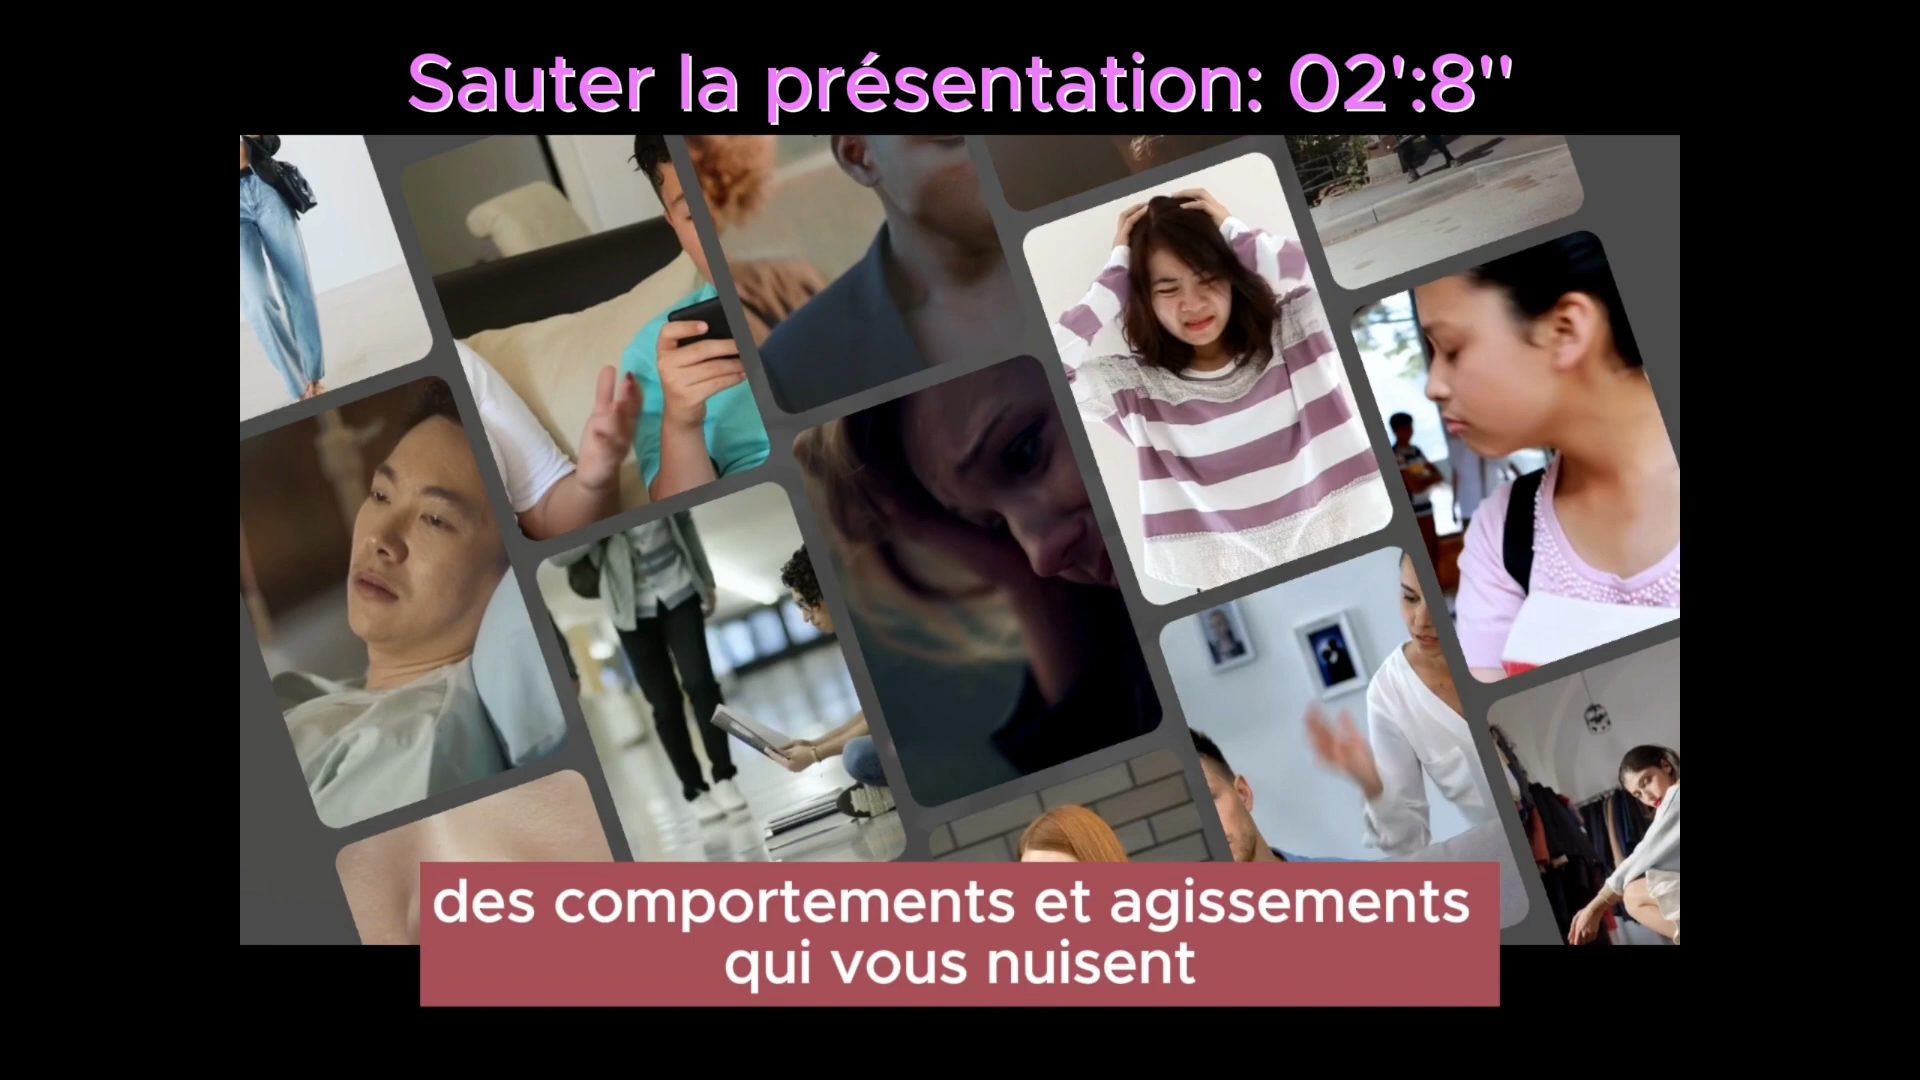 Sauter la présentation: 02':8''
des comportements et agissements
qui vous nuisent